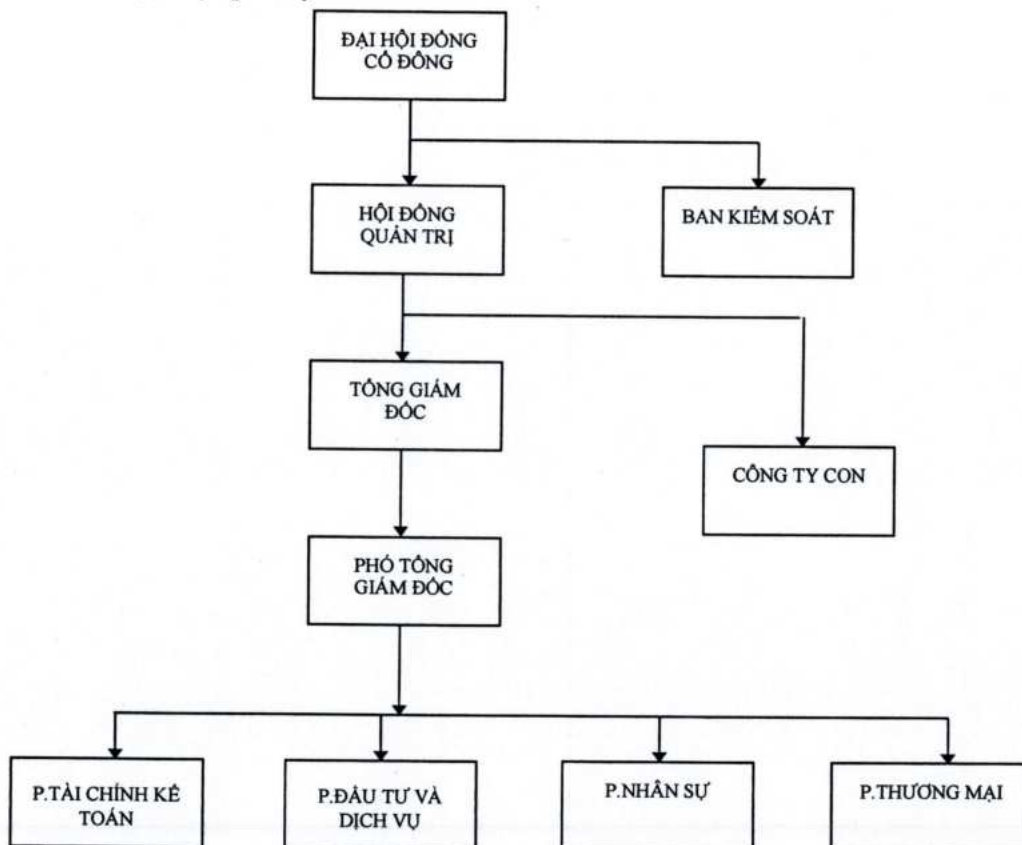 ĐẠI HỘI ĐỒNG
CỔ ĐÔNG
HỘI ĐỒNG
QUẢN TRỊ
BAN KIỂM SOÁT
TỔNG GIÁM
ĐỐC
CÔNG TY CON
PHÓ TỔNG
GIÁM ĐỐC
P.TÀI CHÍNH KẾ
TOÁN
P.ĐẦU TƯ VÀ
DỊCH VỤ
P.NHÂN SỰ
P.THƯƠNG MẠI